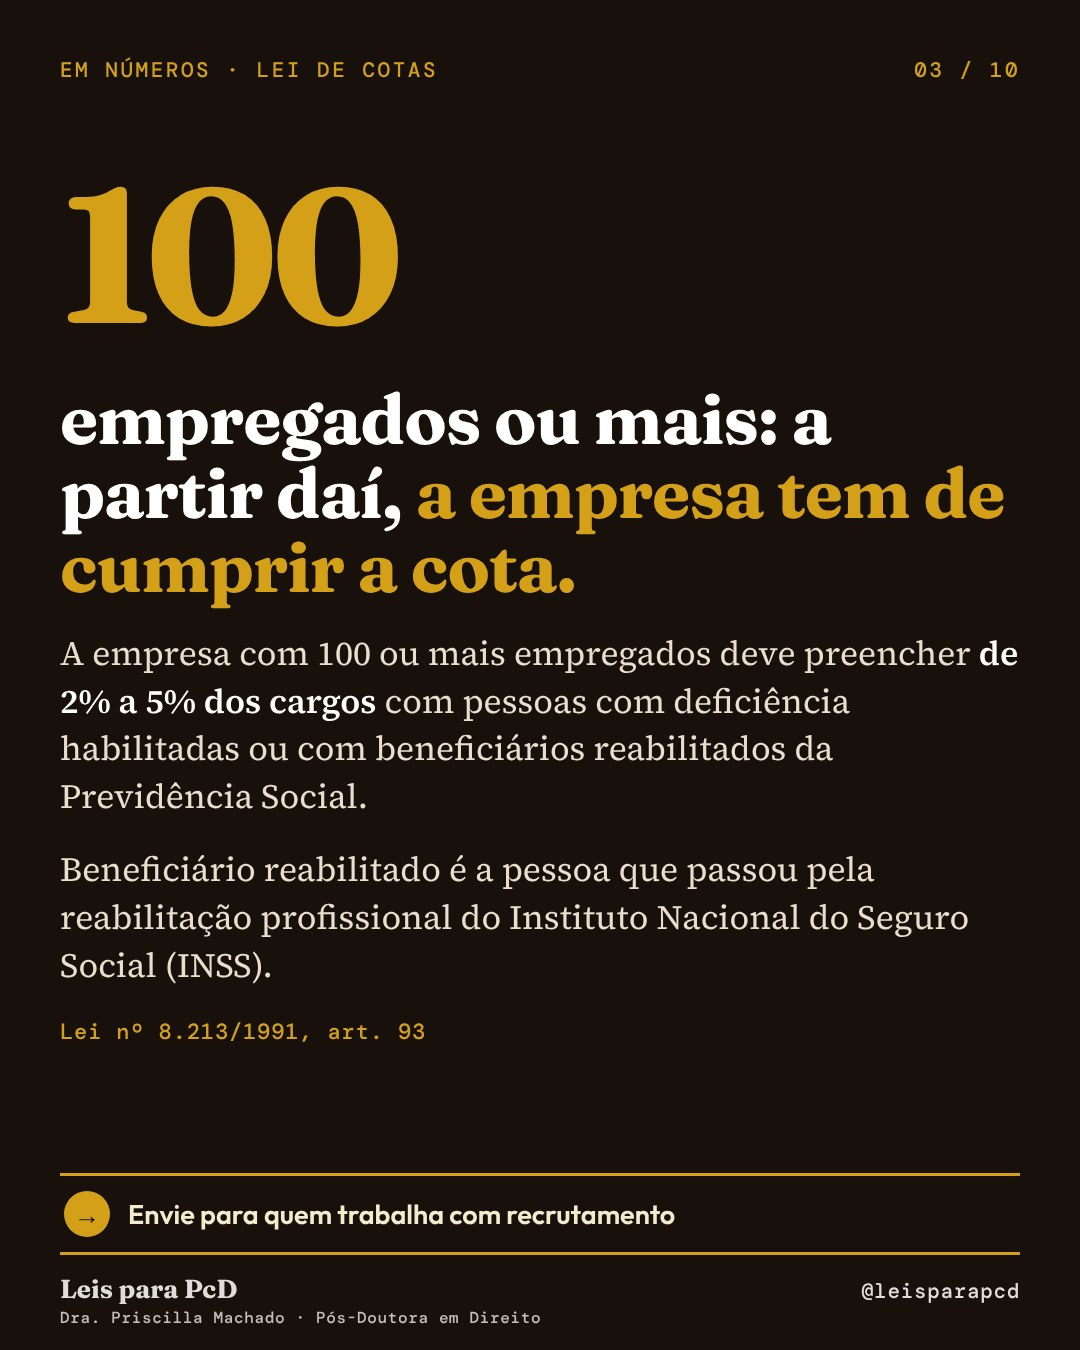 EM NÚMEROS · LEI DE COTAS
03 / 10
100
empregados ou mais: a
partir daí, a empresa tem de
cumprir a cota.
A empresa com 100 ou mais empregados deve preencher de
2% a 5% dos cargos com pessoas com deficiência
habilitadas ou com beneficiários reabilitados da
Previdência Social.
Beneficiário reabilitado é a pessoa que passou pela
reabilitação profissional do Instituto Nacional do Seguro
Social (INSS).
Lei nº 8.213/1991, art. 93
→ Envie para quem trabalha com recrutamento
Leis para PcD
@leisparapcd
Dra. Priscilla Machado · Pós-Doutora em Direito